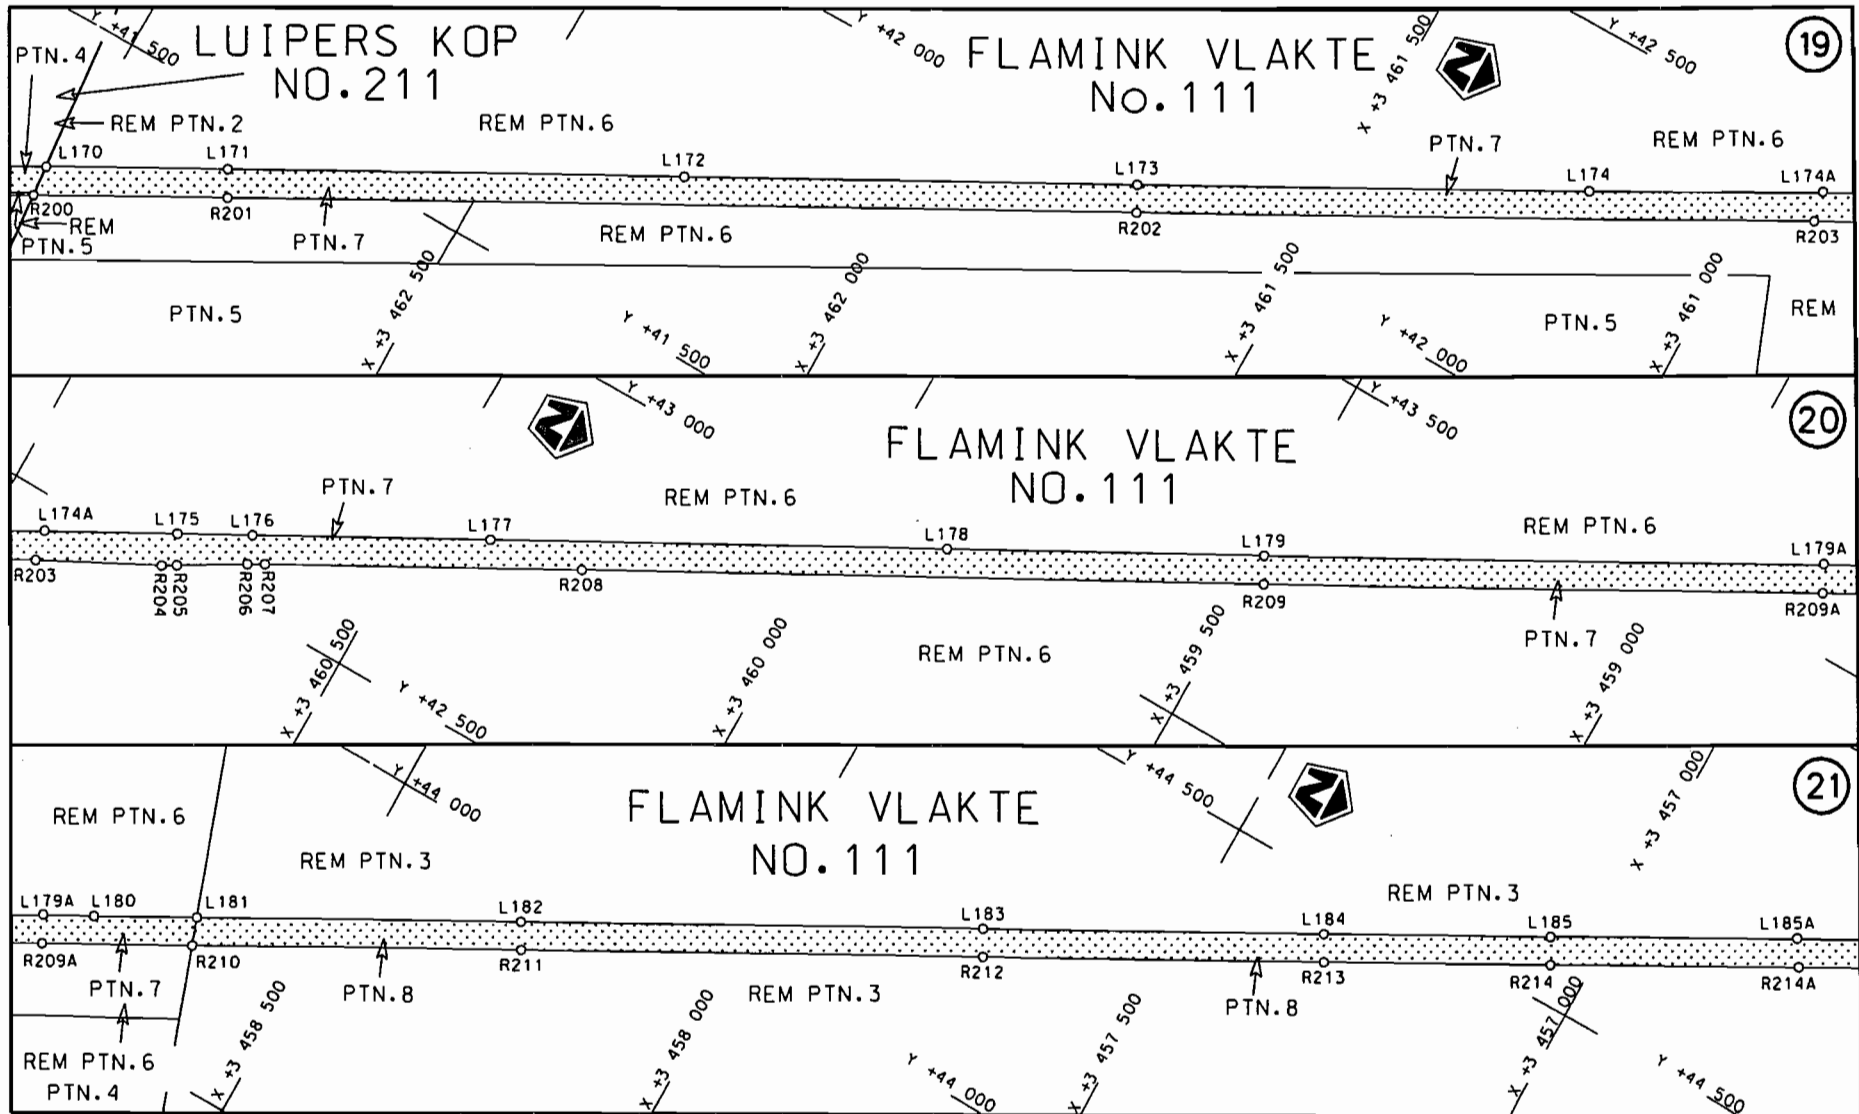 Y +41 500
LUIPERS KOP
NO.211
Y +42 000
FLAMINK VLAKTE
No.111
X +3 461 500
N
Y +42 500
19
PTN.4
REM PTN.2
REM PTN.6
PTN.7
REM PTN.6
L170
L171
L172
L173
L174
L174A
R200
R201
R202
R203
REM
PTN.5
PTN.7
REM PTN.6
X +3 462 500
X +3 462 000
X +3 461 500
X +3 461 000
PTN.5
Y +41 500
Y +42 000
PTN.5
REM
Y +43 000
Y +43 500
20
N
FLAMINK VLAKTE
NO.111
PTN.7
REM PTN.6
REM PTN.6
L174A
L175
L176
L177
L178
L179
L179A
R203
R204
R205
R206
R207
R208
R209
R209A
X +3 460 500
Y +42 500
X +3 460 000
REM PTN.6
X +3 459 500
PTN.7
X +3 459 000
Y +44 000
Y +44 500
N
X +3 457 000
21
REM PTN.6
FLAMINK VLAKTE
NO.111
REM PTN.3
REM PTN.3
L179A
L180
L181
L182
L183
L184
L185
L185A
R209A
R210
R211
R212
R213
R214
R214A
PTN.7
PTN.8
REM PTN.3
PTN.8
X +3 458 500
X +3 458 000
X +3 457 500
X +3 457 000
REM PTN.6
PTN.4
Y +44 000
Y +44 500